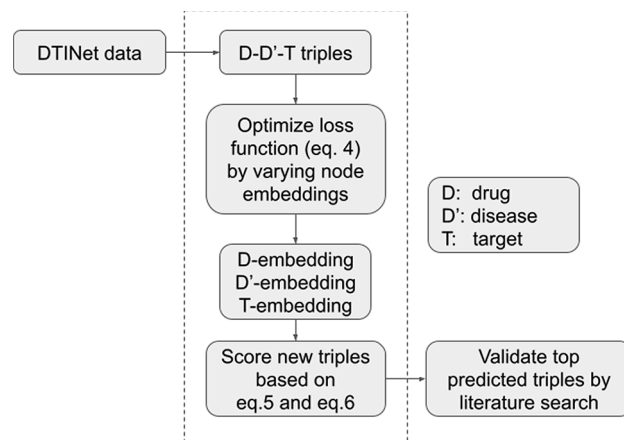 DTINet data
D-D’-T triples
Optimize loss
function (eq. 4)
by varying node
embeddings
D: drug
D’: disease
T: target
D-embedding
D’-embedding
T-embedding
Score new triples
based on
eq.5 and eq.6
Validate top
predicted triples by
literature search